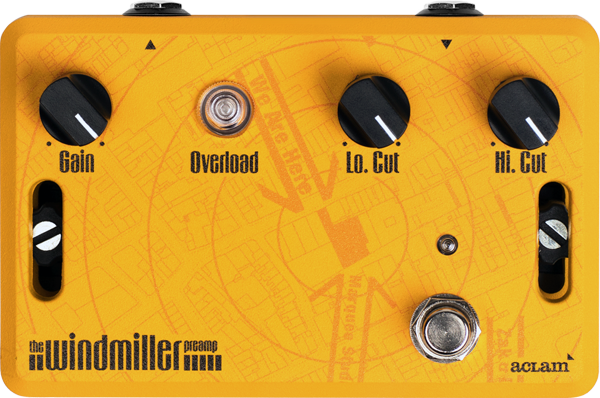 Gain
Overload
Lo. Cut
Hi. Cut
We Are Here
the windmiller preamp
aclam